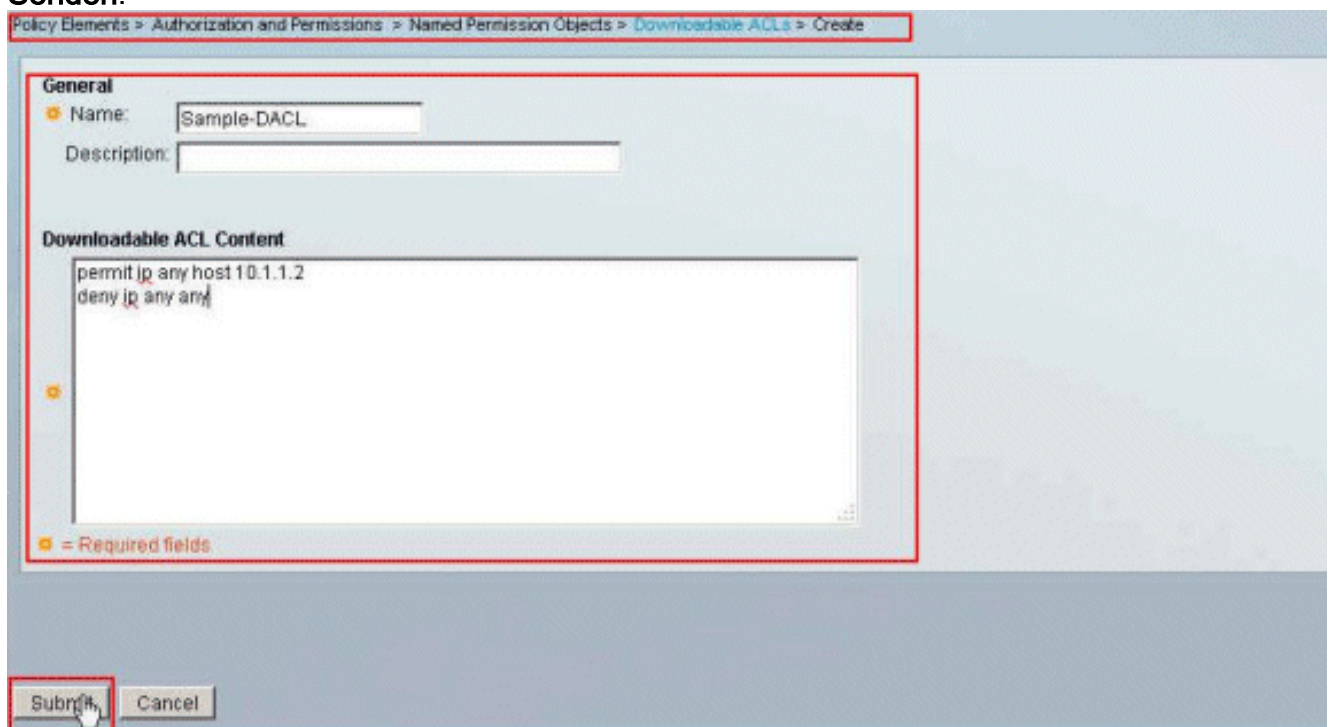 Senden.
Policy Elements > Authorization and Permissions > Named Permission Objects > Downloadable ACLs > Create
General
Name: Sample-DACL
Description:
Downloadable ACL Content
permit ip any host 10.1.1.2
deny ip any any
= Required fields
Submit Cancel